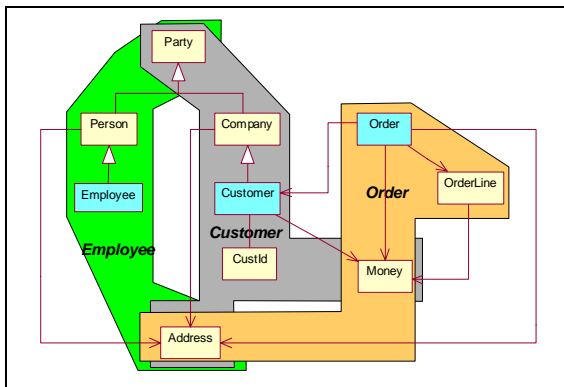 Party
Person
Company
Order
OrderLine
Employee
Customer
Order
Employee
Customer
CustId
Money
Address